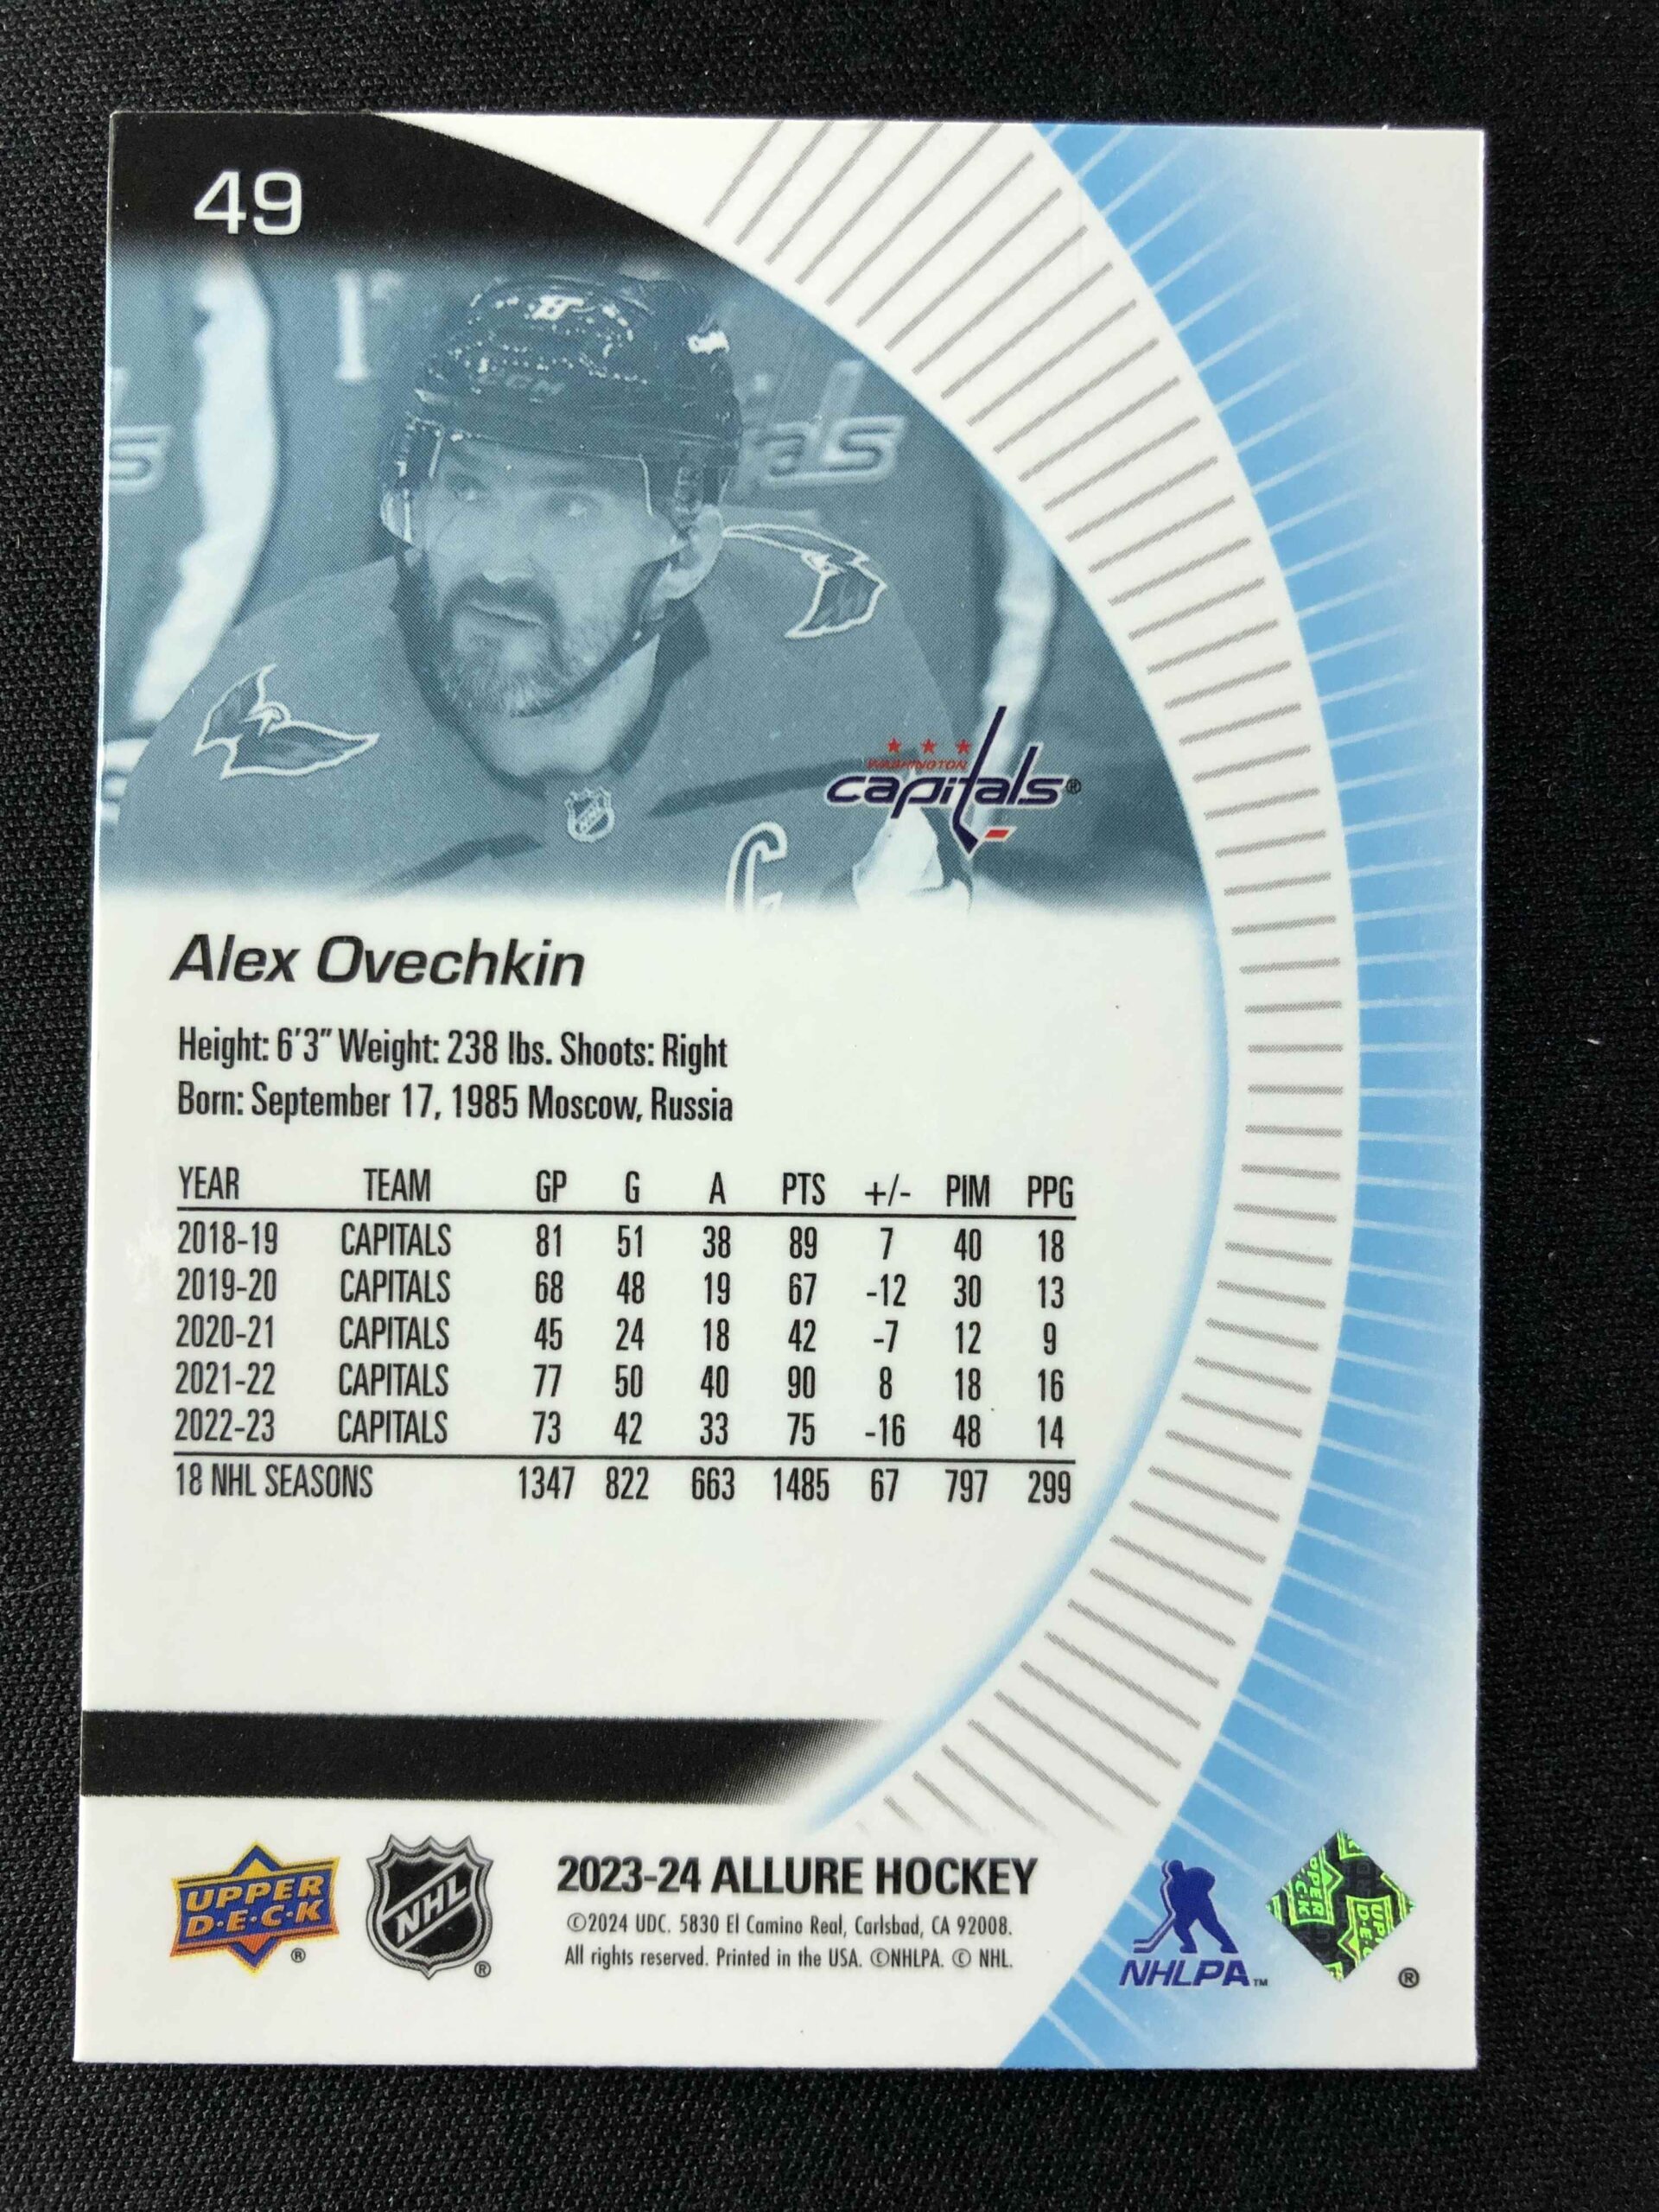 49
CCM
als
s
Washington
capitals®
Alex Ovechkin
Height: 6'3" Weight: 238 lbs. Shoots: Right
Born: September 17, 1985 Moscow, Russia
YEAR TEAM GP G A PTS +/- PIM PPG
2018-19 CAPITALS 81 51 38 89 7 40 18
2019-20 CAPITALS 68 48 19 67 -12 30 13
2020-21 CAPITALS 45 24 18 42 -7 12 9
2021-22 CAPITALS 77 50 40 90 8 18 16
2022-23 CAPITALS 73 42 33 75 -16 48 14
18 NHL SEASONS 1347 822 663 1485 67 797 299
UPPER
D·E·C·K
®
NHL
®
2023-24 ALLURE HOCKEY
©2024 UDC. 5830 El Camino Real, Carlsbad, CA 92008.
All rights reserved. Printed in the USA. ©NHLPA. © NHL.
NHLPA™
®